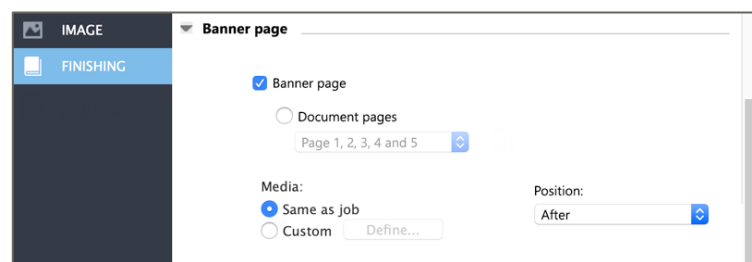 IMAGE
FINISHING
Banner page
Banner page
Document pages
Page 1, 2, 3, 4 and 5
Media:
Same as job
Custom Define...
Position:
After